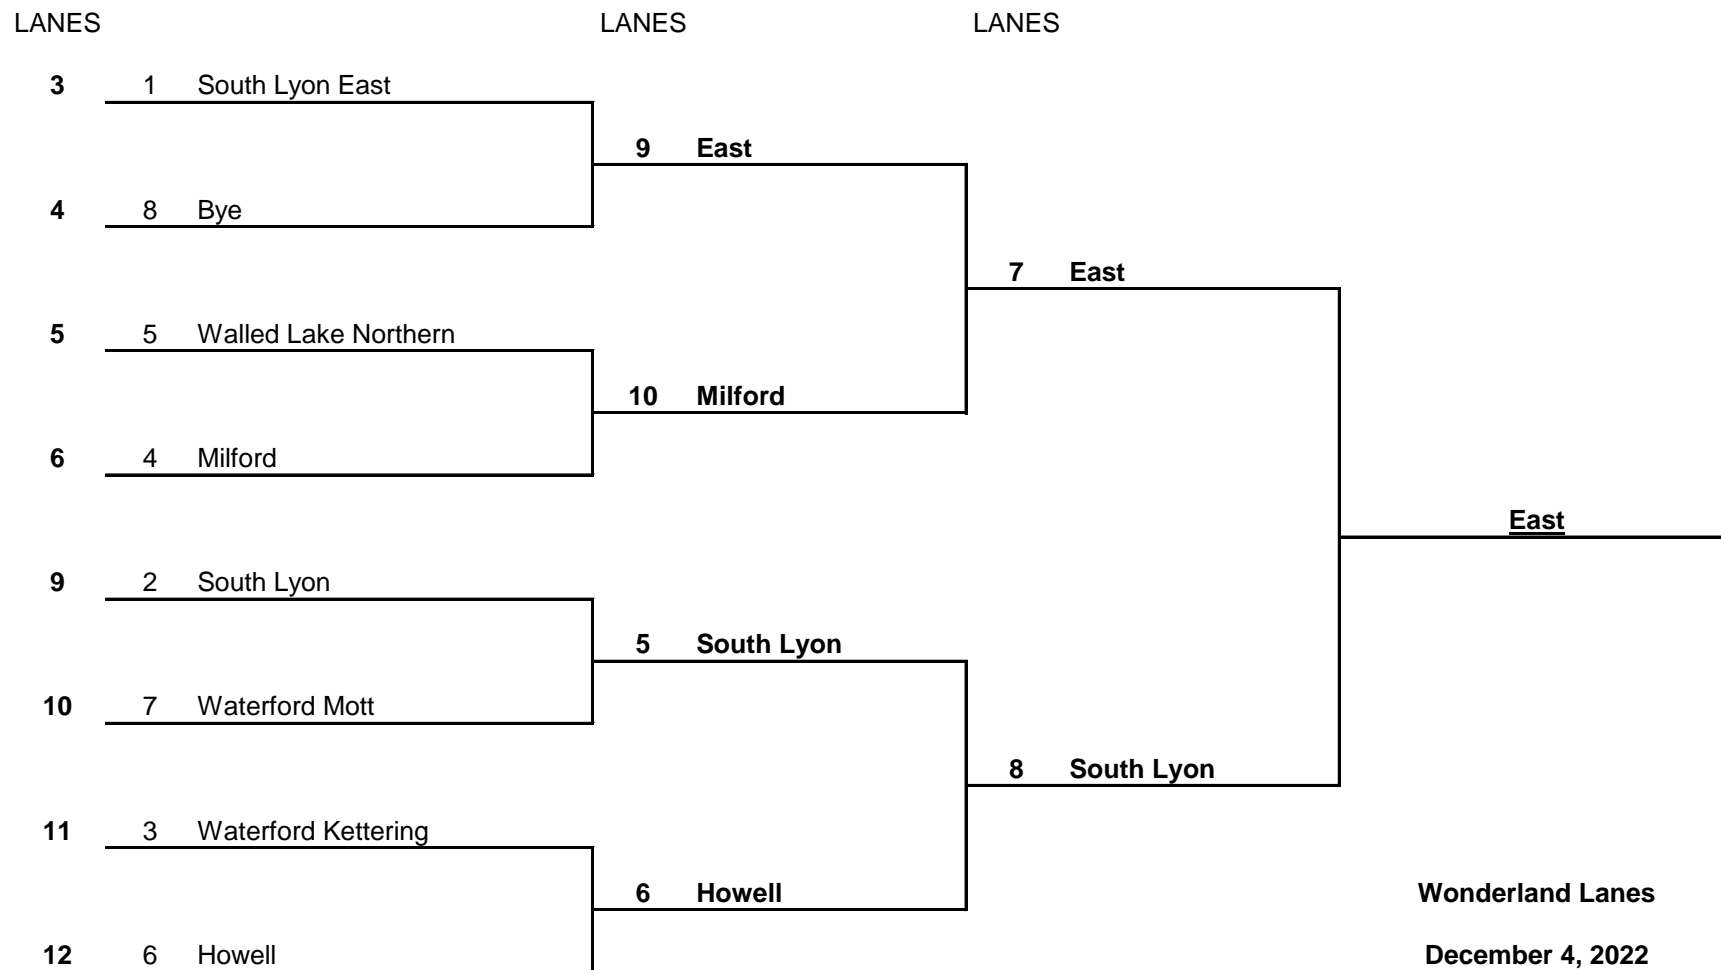 LANES LANES LANES
3 1 South Lyon East
9 East
4 8 Bye
7 East
5 5 Walled Lake Northern
10 Milford
6 4 Milford
East
9 2 South Lyon
5 South Lyon
10 7 Waterford Mott
8 South Lyon
11 3 Waterford Kettering
6 Howell Wonderland Lanes
12 6 Howell December 4, 2022